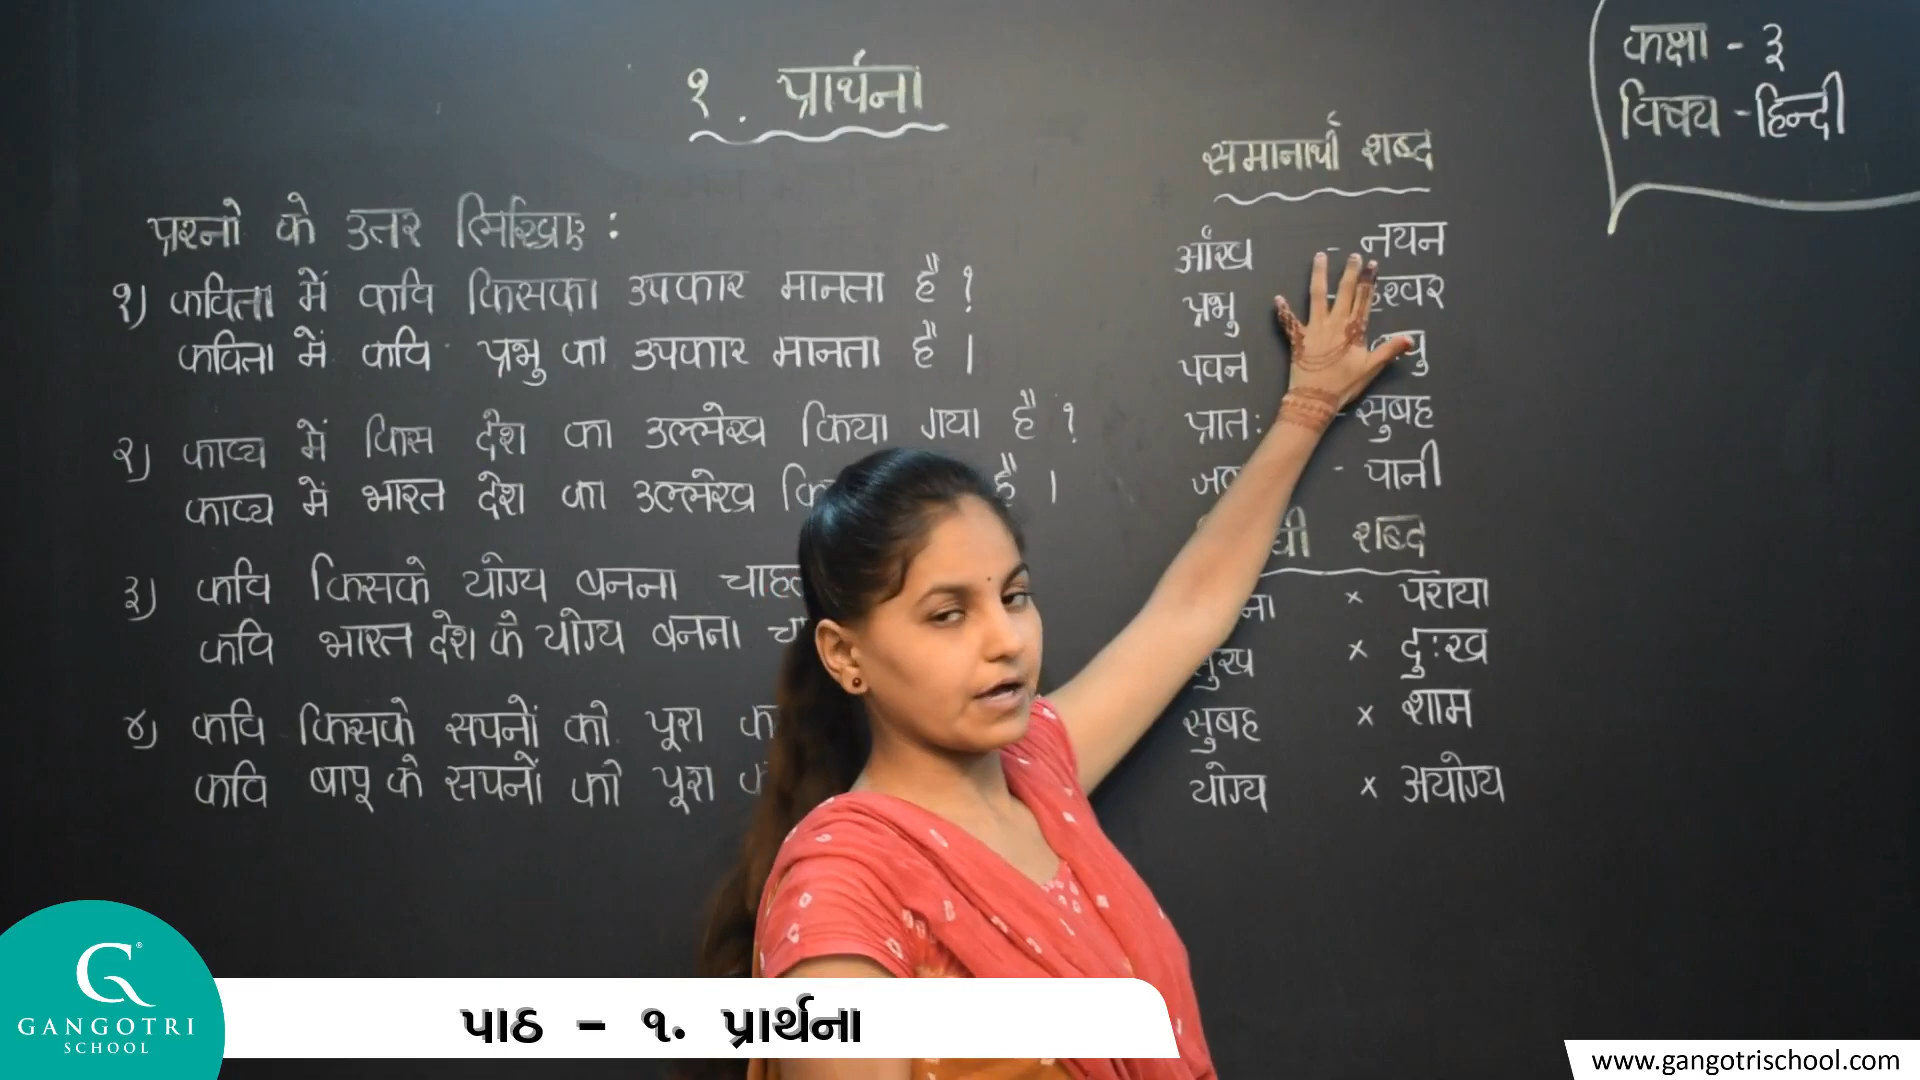 कक्षा - ३
विषय - हिन्दी
१. प्रार्थना
प्रश्नो के उत्तर लिखिए :
१) कविता में कवि किसका उपकार मानता है ?
कविता में कवि प्रभु का उपकार मानता है ।
२) काव्य में किस देश का उल्लेख किया गया है ?
काव्य में भारत देश का उल्लेख है ।
३) कवि किसके योग्य बनना
कवि भारत देश के योग्य बनना
४) कवि किसके सपनों को पूरा
कवि बापू के सपनों को पूरा
समानार्थी शब्द
आँख - नयन
प्रभु -
पवन
प्रातः - सुबह
- पानी
शब्द
× पराया
सुख × दुःख
सुबह × शाम
योग्य × अयोग्य
GANGOTRI
SCHOOL
પાઠ - ૧. પ્રાર્થના
www.gangotrischool.com